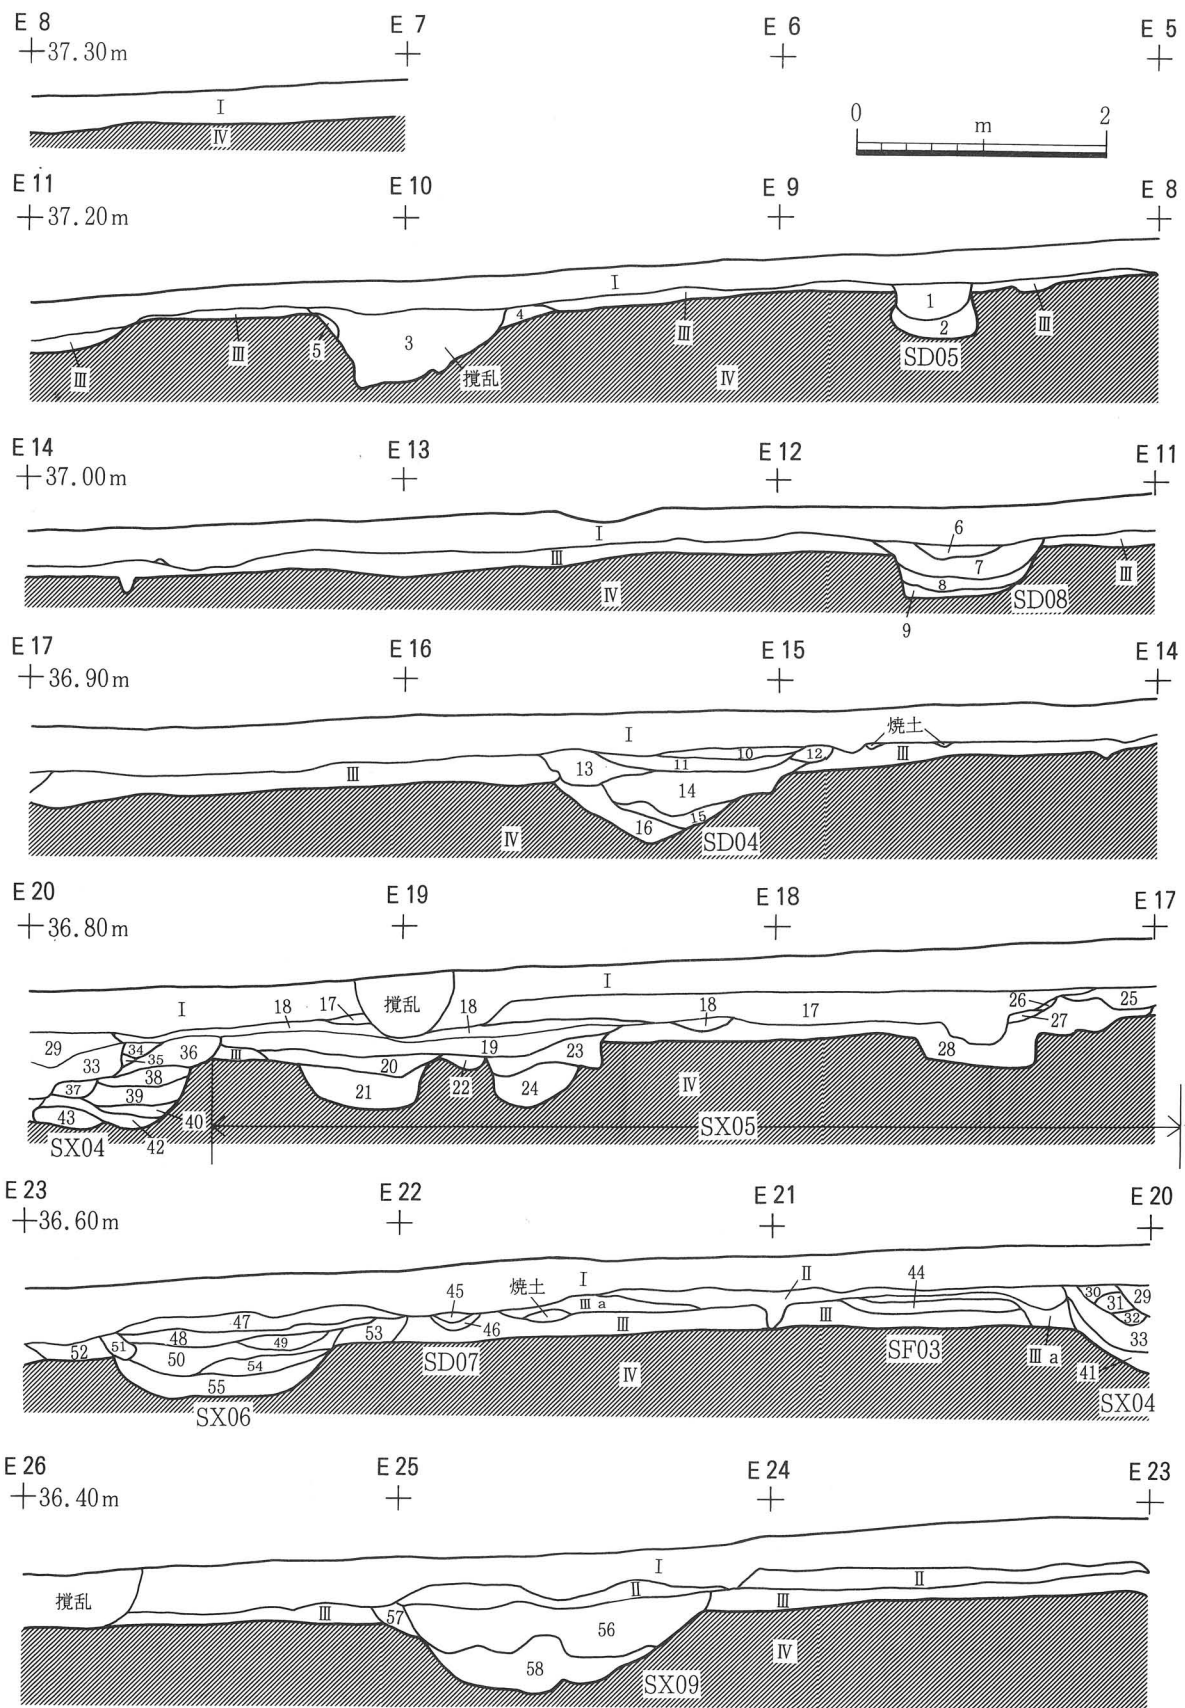 E 8 E 7 E 6 E 5
37.30m
I
Ⅳ
0 m 2
E 11 E 10 E 9 E 8
37.20m
I
1
2
3
4
5
Ⅲ Ⅲ Ⅲ Ⅲ
撹乱
SD05
Ⅳ
E 14 E 13 E 12 E 11
37.00m
I
6
Ⅲ
7
Ⅲ
8
Ⅳ
SD08
9
E 17 E 16 E 15 E 14
36.90m
焼土
I
10
12
Ⅲ
13
11
Ⅲ
14
15
16
Ⅳ
SD04
E 20 E 19 E 18 E 17
36.80m
I 18 17 撹乱 18 I 18 17 26 25
27
29 34 36 Ⅲ 19 23 28
33 35
38 20
37 39 21 22 24 Ⅳ
43 40
SX04 42 SX05
E 23 E 22 E 21 E 20
36.60m
45 焼土 I Ⅱ 44
Ⅲa 30 29
47 31
48 49 53 46 Ⅲ Ⅲ 32
52 51 50 54 SD07 Ⅳ SF03 Ⅲa 33
55 41
SX06 SX04
E 26 E 25 E 24 E 23
36.40m
I
撹乱 Ⅱ Ⅱ
Ⅲ 57 Ⅲ
56
58 Ⅳ
SX09